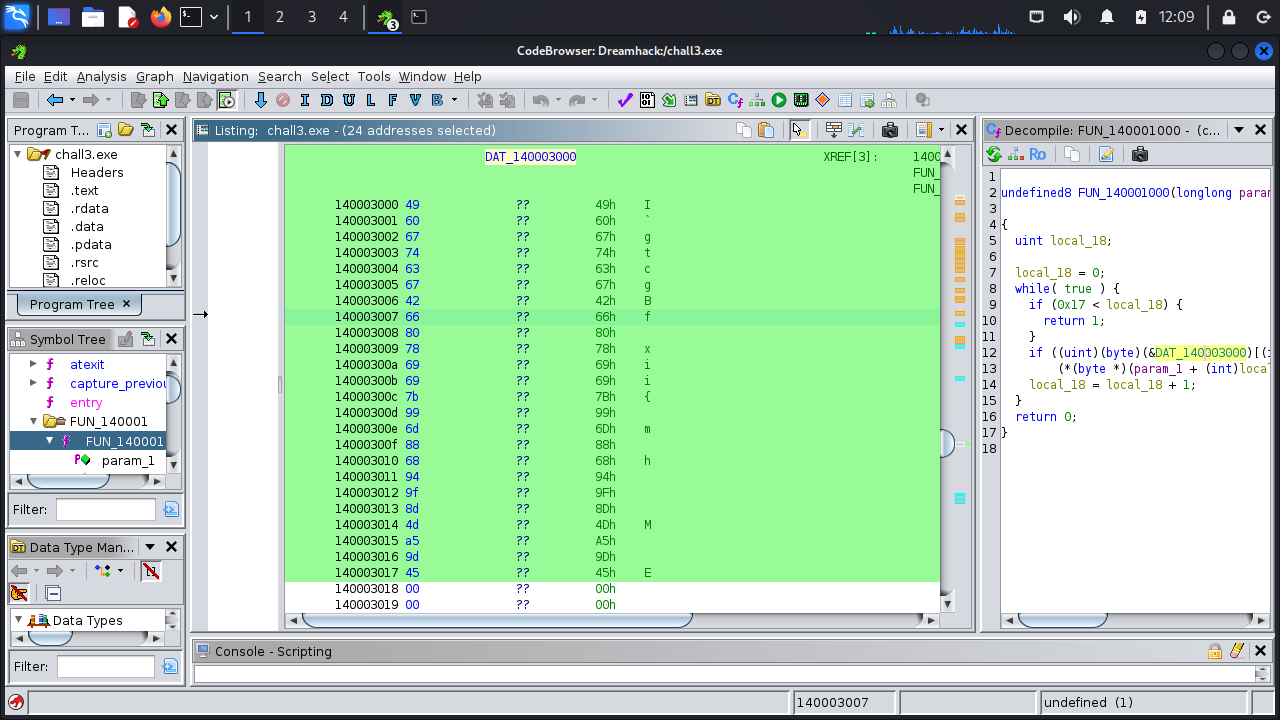 1 2 3 4 3 12:09
CodeBrowser: Dreamhack:/chall3.exe
File Edit Analysis Graph Navigation Search Select Tools Window Help
I D U L F V B
Program T...
chall3.exe
Headers
.text
.rdata
.data
.pdata
.rsrc
.reloc
Program Tree ×
Symbol Tree
f atexit
f capture_previou
f entry
FUN_140001
f FUN_140001
param_1
Filter:
Data Type Man...
Data Types
Filter:
Listing: chall3.exe - (24 addresses selected)
DAT_140003000 XREF[3]: 1400
FUN_
FUN_
140003000 49 ?? 49h I
140003001 60 ?? 60h `
140003002 67 ?? 67h g
140003003 74 ?? 74h t
140003004 63 ?? 63h c
140003005 67 ?? 67h g
140003006 42 ?? 42h B
140003007 66 ?? 66h f
140003008 80 ?? 80h
140003009 78 ?? 78h x
14000300a 69 ?? 69h i
14000300b 69 ?? 69h i
14000300c 7b ?? 7Bh {
14000300d 99 ?? 99h
14000300e 6d ?? 6Dh m
14000300f 88 ?? 88h
140003010 68 ?? 68h h
140003011 94 ?? 94h
140003012 9f ?? 9Fh
140003013 8d ?? 8Dh
140003014 4d ?? 4Dh M
140003015 a5 ?? A5h
140003016 9d ?? 9Dh
140003017 45 ?? 45h E
140003018 00 ?? 00h
140003019 00 ?? 00h
Decompile: FUN_140001000 - (c...
Ro
1
2 undefined8 FUN_140001000(longlong para
3
4 {
5 uint local_18;
6
7 local_18 = 0;
8 while( true ) {
9 if (0x17 < local_18) {
10 return 1;
11 }
12 if ((uint)(byte)(&DAT_140003000)[(i
13 (*(byte *)(param_1 + (int)loca
14 local_18 = local_18 + 1;
15 }
16 return 0;
17 }
18
Console - Scripting
140003007
undefined (1)